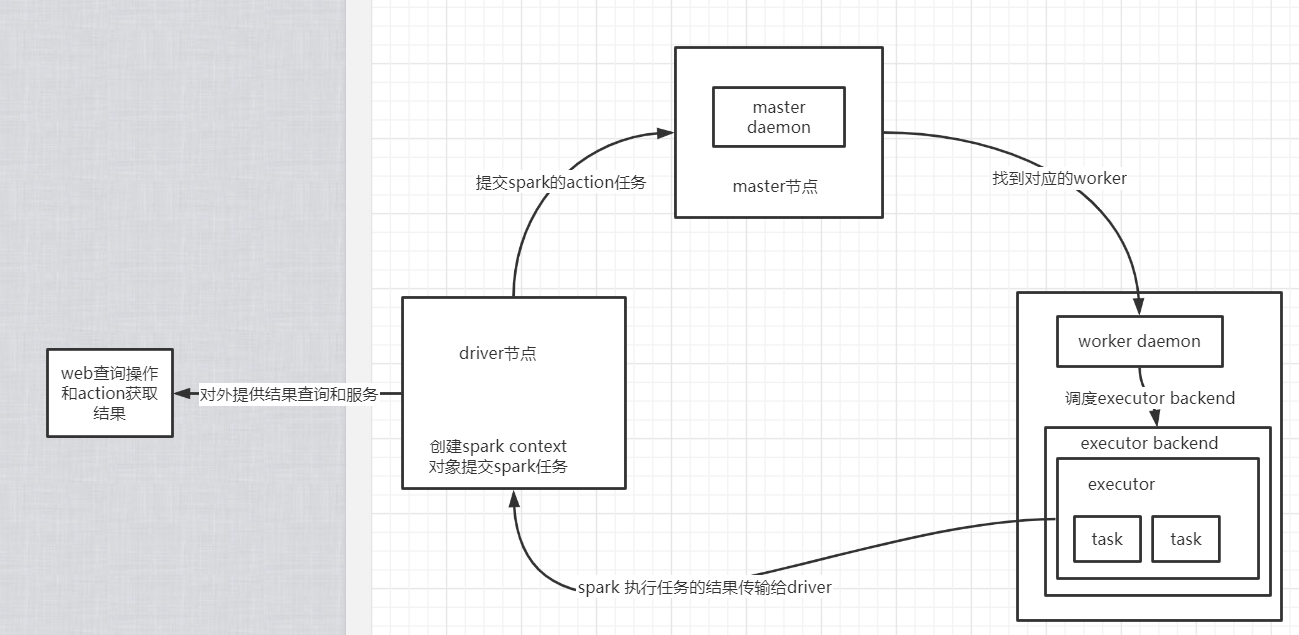 master
daemon
master节点
提交spark的action任务
找到对应的worker
driver节点
创建spark context
对象提交spark任务
web查询操作
和action获取
结果
对外提供结果查询和服务
worker daemon
调度executor backend
executor backend
executor
task
task
spark 执行任务的结果传输给driver